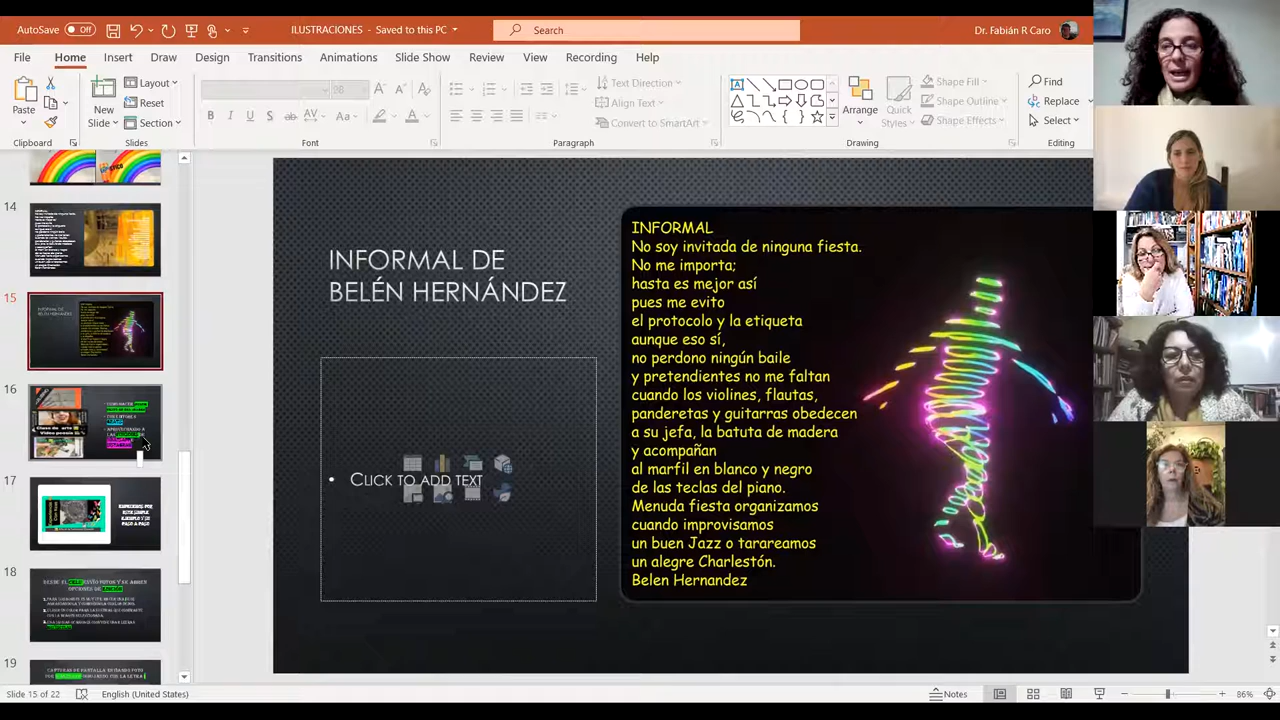 AutoSave
Off
ILUSTRACIONES - Saved to this PC
Search
Dr. Fabián R Caro
File
Home
Insert
Draw
Design
Transitions
Animations
Slide Show
Review
View
Recording
Help
Paste
Clipboard
New
Slide
Layout
Reset
Section
Slides
38
Font
Text Direction
Align Text
Convert to SmartArt
Paragraph
Arrange
Quick
Styles
Shape Fill
Shape Outline
Shape Effects
Drawing
Find
Replace
Select
Editing
14
15
16
17
18
19
INFORMAL DE
BELÉN HERNÁNDEZ
• CLICK TO ADD TEXT
INFORMAL
No soy invitada de ninguna fiesta.
No me importa;
hasta es mejor así
pues me evito
el protocolo y la etiqueta
aunque eso sí,
no perdono ningún baile
y pretendientes no me faltan
cuando los violines, flautas,
panderetas y guitarras obedecen
a su jefa, la batuta de madera
y acompañan
al marfil en blanco y negro
de las teclas del piano.
Menuda fiesta organizamos
cuando improvisamos
un buen Jazz o tarareamos
un alegre Charlestón.
Belen Hernandez
Slide 15 of 22
English (United States)
Notes
86%